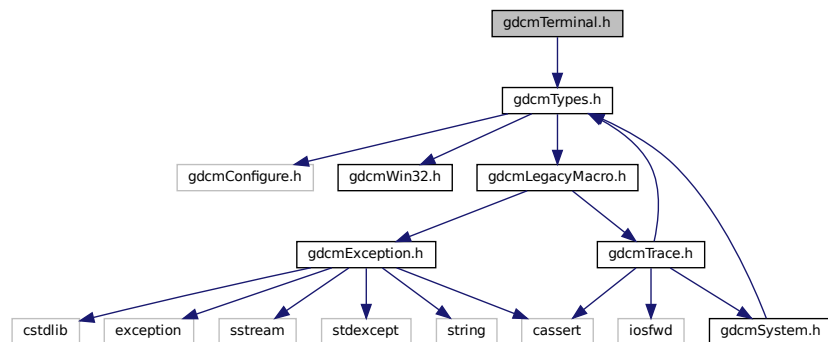 gdcmTerminal.h
gdcmTypes.h
gdcmConfigure.h
gdcmWin32.h
gdcmLegacyMacro.h
gdcmException.h
gdcmTrace.h
cstdlib
exception
sstream
stdexcept
string
cassert
iosfwd
gdcmSystem.h